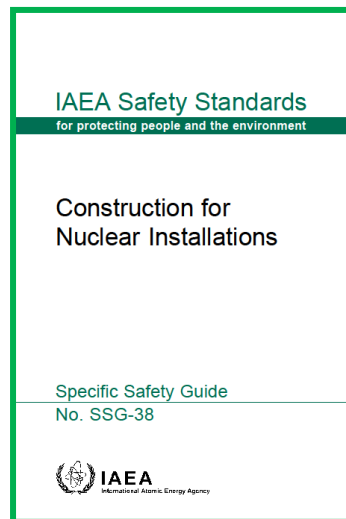 IAEA Safety Standards
for protecting people and the environment
Construction for
Nuclear Installations
Specific Safety Guide
No. SSG-38
IAEA
International Atomic Energy Agency